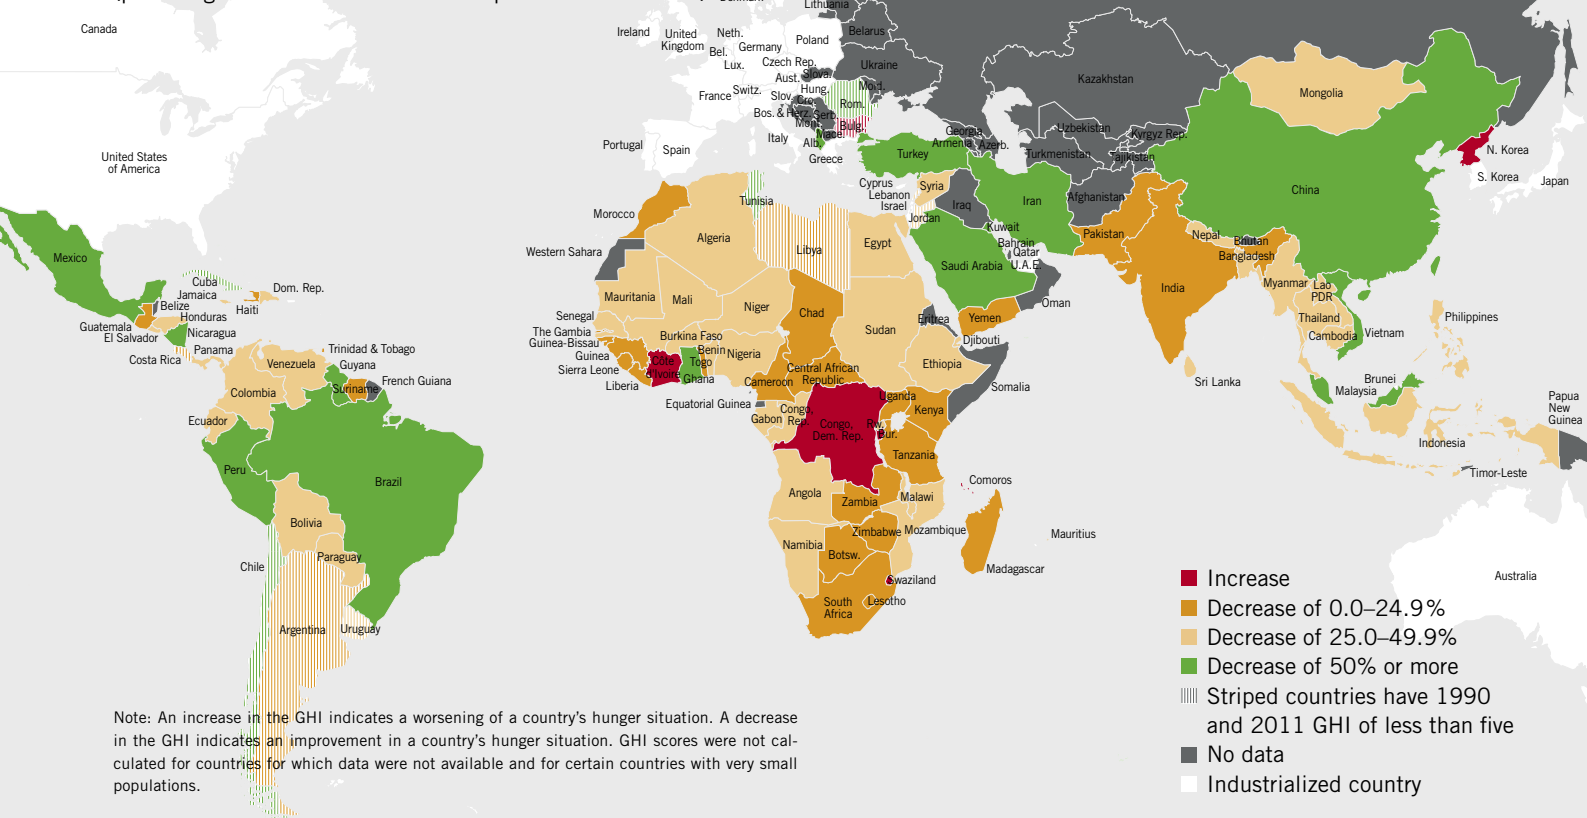 Canada
United States
of America
Mexico
Cuba
Jamaica
Dom. Rep.
Haiti
Belize
Honduras
Guatemala
El Salvador
Nicaragua
Costa Rica
Panama
Trinidad & Tobago
Venezuela
Guyana
Suriname
French Guiana
Colombia
Ecuador
Peru
Brazil
Bolivia
Paraguay
Chile
Argentina
Uruguay
Lithuania
Ireland
United
Kingdom
Neth.
Bel.
Lux.
Germany
Poland
Belarus
Czech Rep.
Ukraine
Aust.
Slova.
Hung.
Mold.
France
Switz.
Slov.
Cro.
Rom.
Bos. & Herz.
Serb.
Mont.
Bulg.
Mace.
Italy
Alb.
Portugal
Spain
Greece
Turkey
Georgia
Armenia
Azerb.
Kazakhstan
Uzbekistan
Kyrgyz Rep.
Turkmenistan
Tajikistan
Mongolia
N. Korea
S. Korea
Japan
China
Cyprus
Lebanon
Israel
Syria
Iraq
Iran
Afghanistan
Jordan
Kuwait
Bahrain
Qatar
U.A.E.
Saudi Arabia
Oman
Yemen
Pakistan
India
Nepal
Bhutan
Bangladesh
Myanmar
Lao
PDR
Thailand
Cambodia
Vietnam
Philippines
Sri Lanka
Malaysia
Brunei
Indonesia
Timor-Leste
Papua
New
Guinea
Australia
Morocco
Tunisia
Western Sahara
Algeria
Libya
Egypt
Mauritania
Mali
Niger
Chad
Sudan
Eritrea
Djibouti
Senegal
The Gambia
Guinea-Bissau
Guinea
Sierra Leone
Liberia
Burkina Faso
Côte
d'Ivoire
Togo
Benin
Ghana
Nigeria
Cameroon
Central African
Republic
Ethiopia
Somalia
Equatorial Guinea
Gabon
Congo,
Rep.
Congo,
Dem. Rep.
Uganda
Kenya
Rw.
Bur.
Tanzania
Comoros
Angola
Zambia
Malawi
Mozambique
Zimbabwe
Namibia
Botsw.
Mauritius
Madagascar
Swaziland
Lesotho
South
Africa
Increase
Decrease of 0.0–24.9%
Decrease of 25.0–49.9%
Decrease of 50% or more
Striped countries have 1990
and 2011 GHI of less than five
No data
Industrialized country
Note: An increase in the GHI indicates a worsening of a country's hunger situation. A decrease
in the GHI indicates an improvement in a country's hunger situation. GHI scores were not cal-
culated for countries for which data were not available and for certain countries with very small
populations.